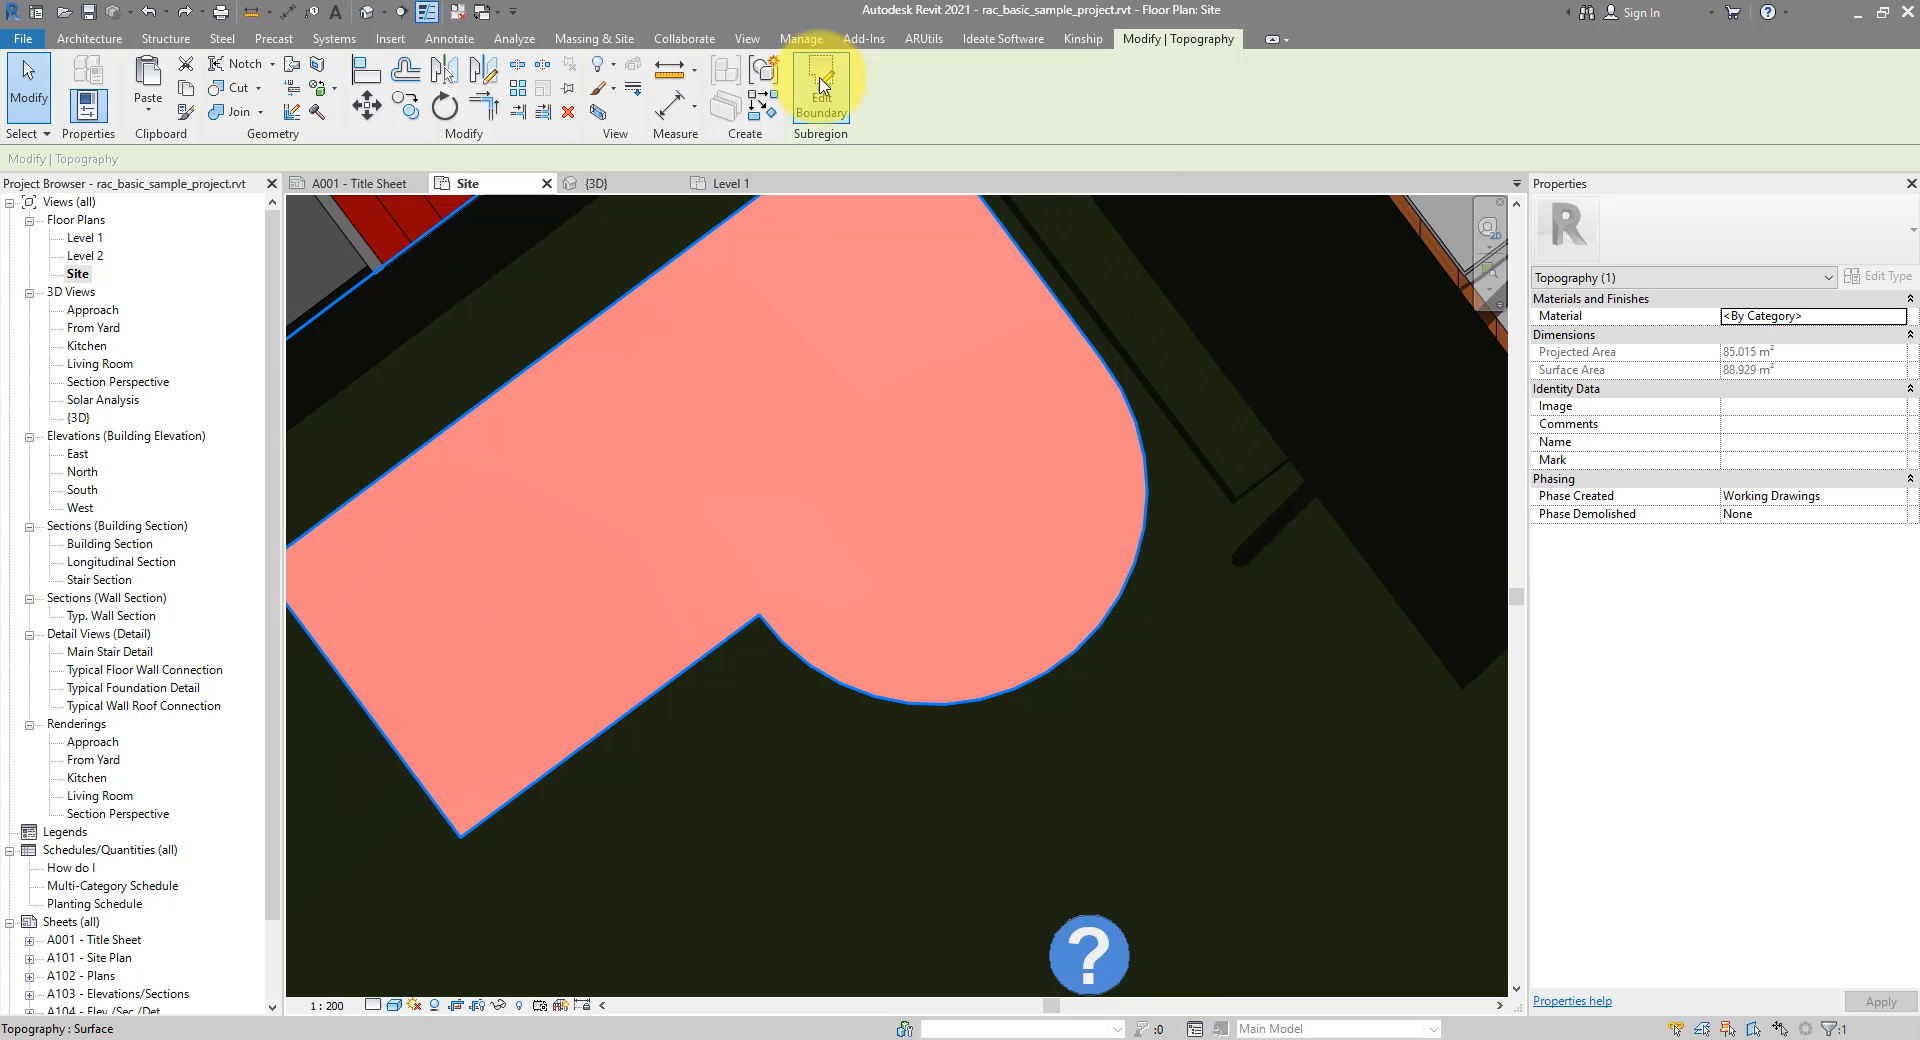 Autodesk Revit 2021 - rac_basic_sample_project.rvt - Floor Plan: Site
Sign In
File Architecture Structure Steel Precast Systems Insert Annotate Analyze Massing & Site Collaborate View Manage Add-Ins ARUtils Ideate Software Kinship Modify | Topography
Modify
Properties
Paste
Notch
Cut
Join
Edit
Boundary
Select Properties Clipboard Geometry Modify View Measure Create Subregion
Modify | Topography
Project Browser - rac_basic_sample_project.rvt
A001 - Title Sheet Site {3D} Level 1
Views (all)
Floor Plans
Level 1
Level 2
Site
3D Views
Approach
From Yard
Kitchen
Living Room
Section Perspective
Solar Analysis
{3D}
Elevations (Building Elevation)
East
North
South
West
Sections (Building Section)
Building Section
Longitudinal Section
Stair Section
Sections (Wall Section)
Typ. Wall Section
Detail Views (Detail)
Main Stair Detail
Typical Floor Wall Connection
Typical Foundation Detail
Typical Wall Roof Connection
Renderings
Approach
From Yard
Kitchen
Living Room
Section Perspective
Legends
Schedules/Quantities (all)
How do I
Multi-Category Schedule
Planting Schedule
Sheets (all)
A001 - Title Sheet
A101 - Site Plan
A102 - Plans
A103 - Elevations/Sections
A104 - Elev./Sec./Det.
2D
?
1 : 200
Properties
R
Topography (1)
Edit Type
Materials and Finishes
Material <By Category>
Dimensions
Projected Area 85.015 m²
Surface Area 88.929 m²
Identity Data
Image
Comments
Name
Mark
Phasing
Phase Created Working Drawings
Phase Demolished None
Properties help
Apply
Topography : Surface
:0
Main Model
:1